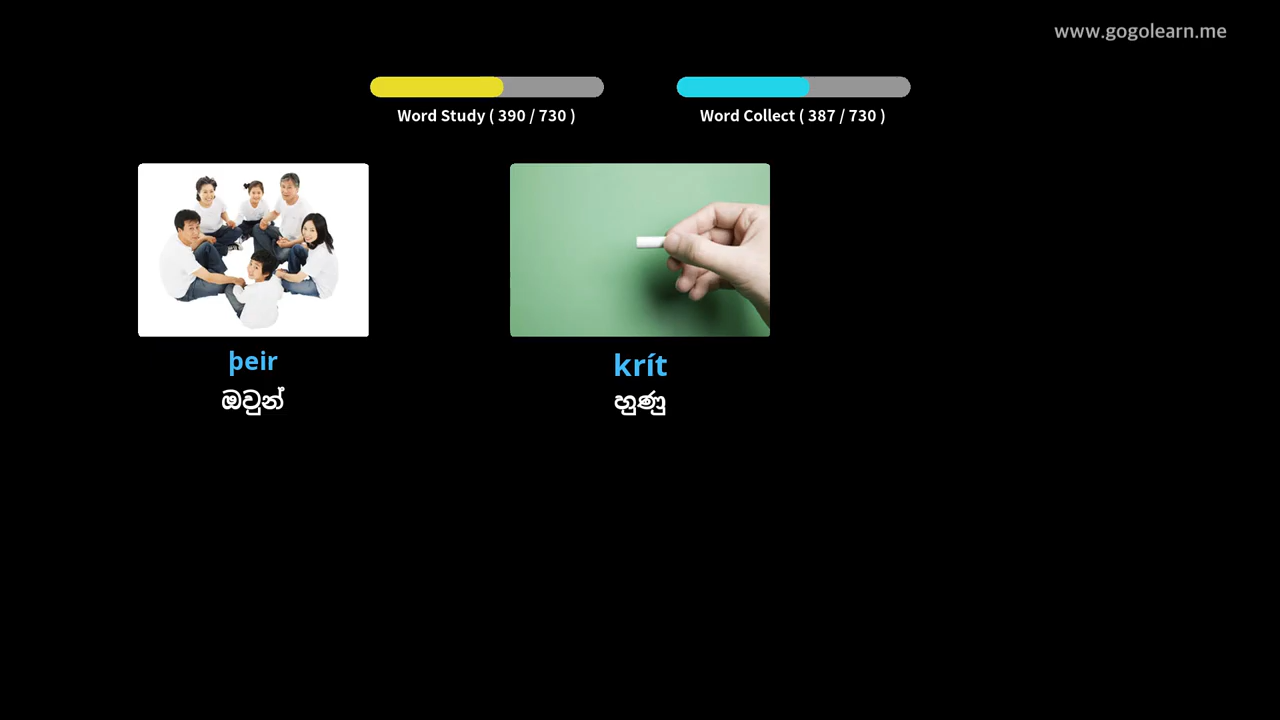 www.gogolearn.me
Word Study ( 390 / 730 )
Word Collect ( 387 / 730 )
þeir
ඔවුන්
krít
හුණු